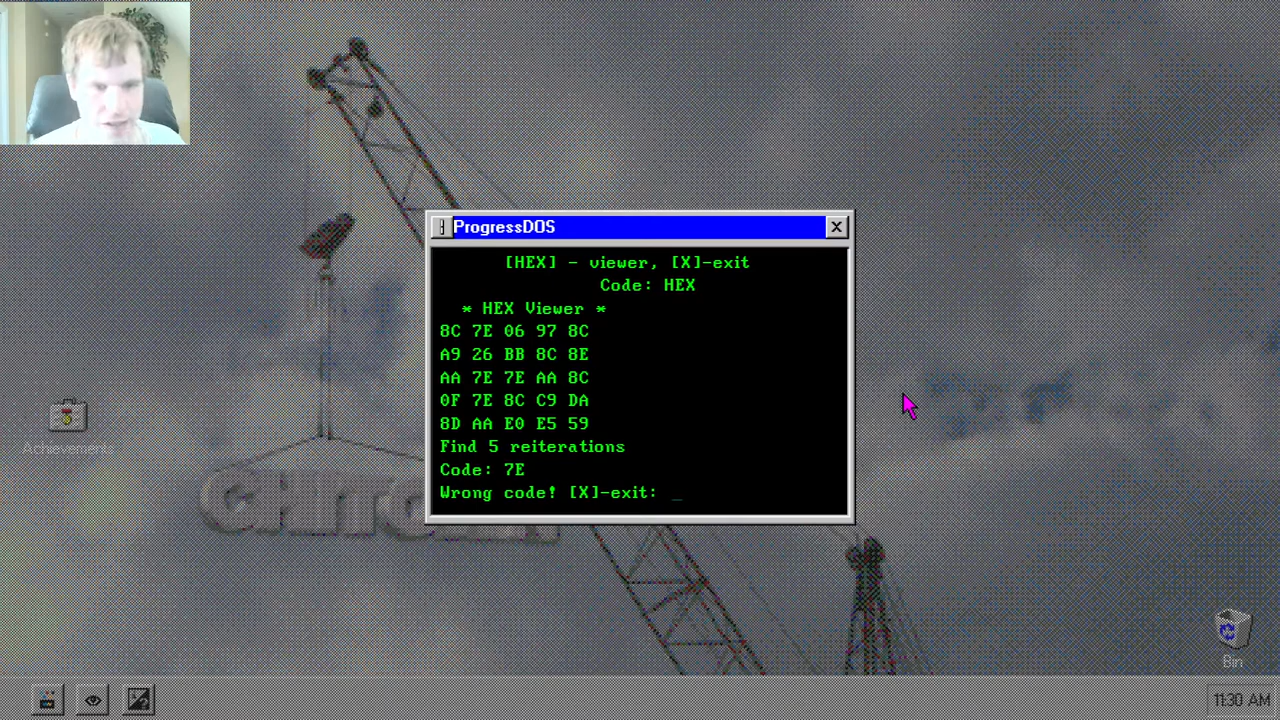 ProgressDOS
[HEX] - viewer, [X]-exit
Code: HEX
* HEX Viewer *
8C 7E 06 97 8C
A9 26 BB 8C 8E
AA 7E 7E AA 8C
0F 7E 8C C9 DA
8D AA E0 E5 59
Find 5 reiterations
Code: 7E
Wrong code! [X]-exit: _
Achievements
Bin
11:30 AM